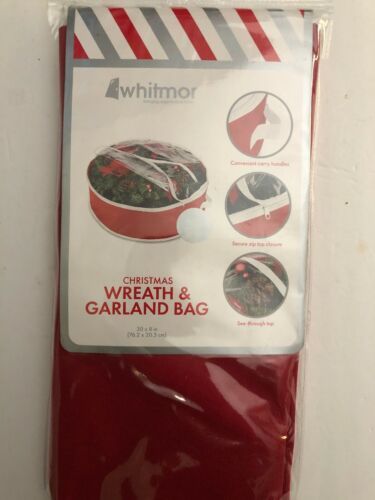 whitmor
Convenient carry handles
Secure zip top closure
CHRISTMAS
WREATH &
GARLAND BAG
30 x 8 in
(76.2 x 20.3 cm)
See-through top